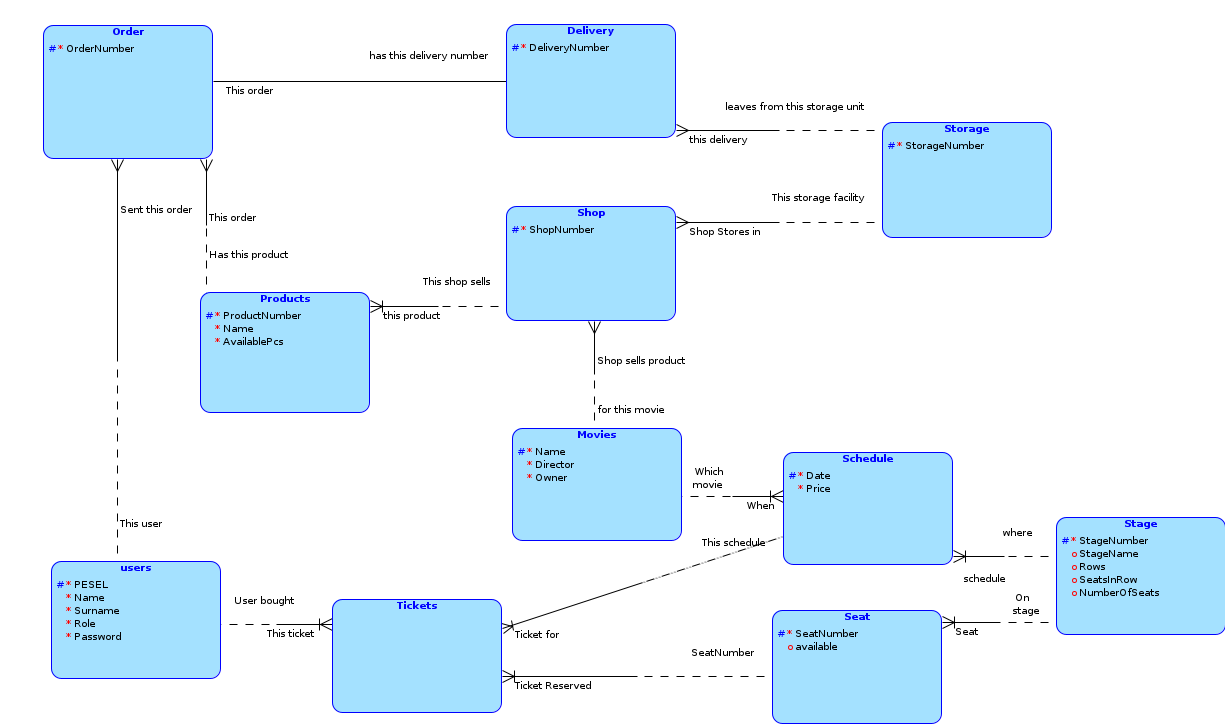 Order
#* OrderNumber
has this delivery number
This order
Delivery
#* DeliveryNumber
leaves from this storage unit
this delivery
Storage
#* StorageNumber
Sent this order
This order
Has this product
This storage facility
Shop Stores in
Shop
#* ShopNumber
This shop sells
this product
Products
#* ProductNumber
* Name
* AvailablePcs
Shop sells product
for this movie
Movies
#* Name
* Director
* Owner
Which
movie
When
Schedule
#* Date
* Price
This schedule
where
schedule
Stage
#* StageNumber
o StageName
o Rows
o SeatsInRow
o NumberOfSeats
This user
users
#* PESEL
* Name
* Surname
* Role
* Password
User bought
This ticket
Tickets
Ticket for
SeatNumber
Ticket Reserved
Seat
#* SeatNumber
o available
On
stage
Seat